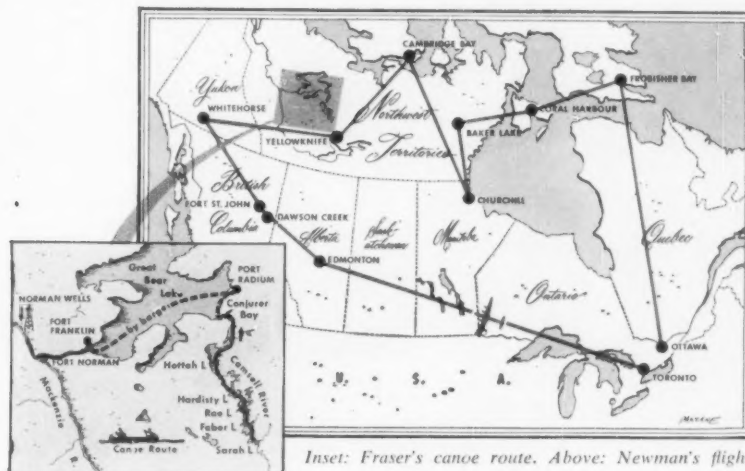 CAMBRIDGE BAY
FROBISHER BAY
Yukon
WHITEHORSE
Northwest
CORAL HARBOUR
BAKER LAKE
YELLOWKNIFE
Territories
British
FORT ST. JOHN
CHURCHILL
Columbia
DAWSON CREEK
Alberta
Manitoba
Quebec
EDMONTON
Ontario
OTTAWA
U. S. A.
TORONTO
Great
Bear
Lake
PORT
RADIUM
NORMAN WELLS
by barge
Conjuror
Bay
FORT
FRANKLIN
FORT NORMAN
Hottah L
Camsell River
Mackenzie
R.
Hardisty L
Rae L
Faber L
Sarah L
Canoe Route
Inset: Fraser's canoe route. Above: Newman's fligh